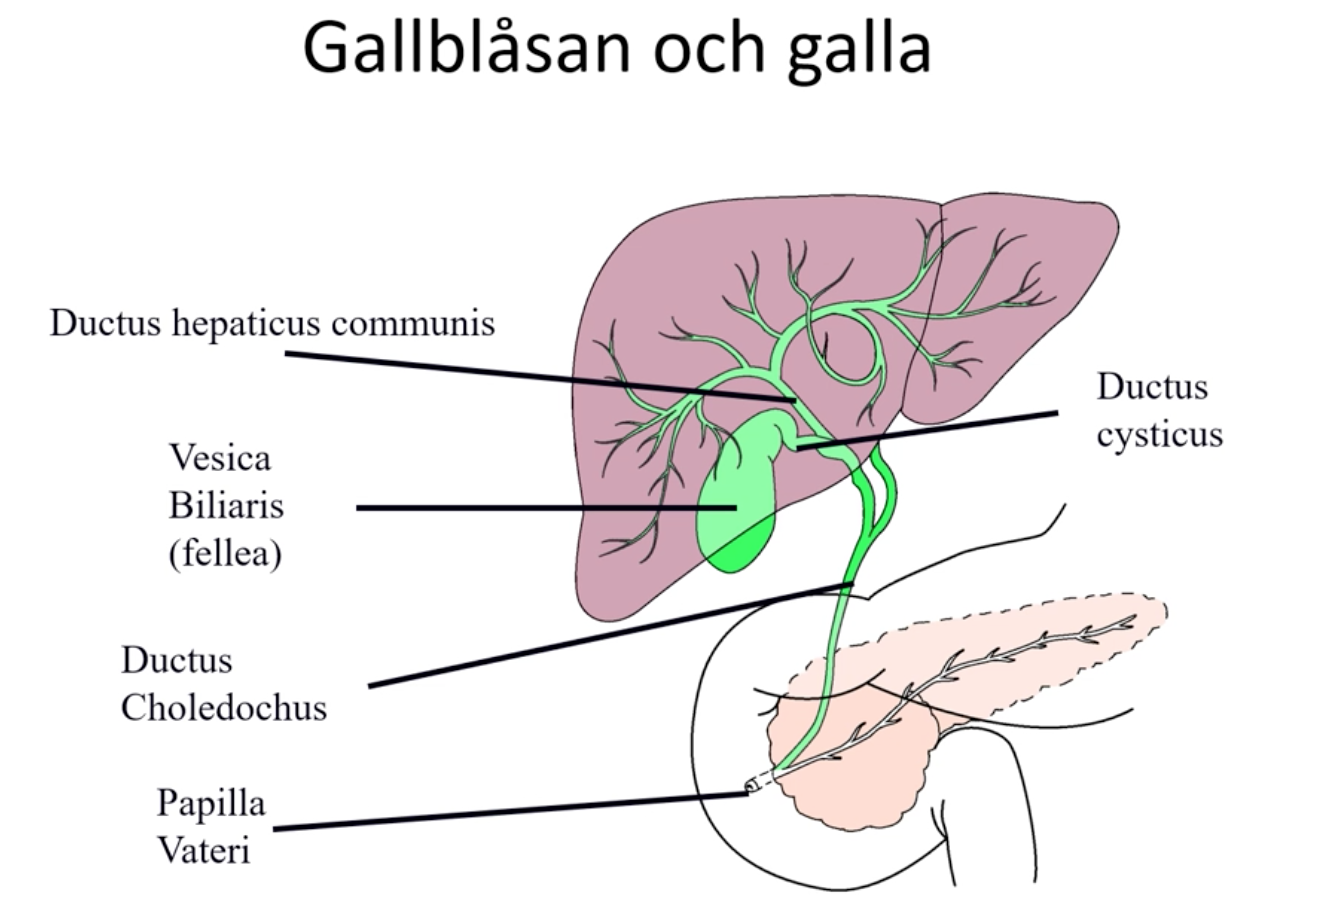 Gallblåsan och galla
Ductus hepaticus communis
Ductus
cysticus
Vesica
Biliaris
(fellea)
Ductus
Choledochus
Papilla
Vateri